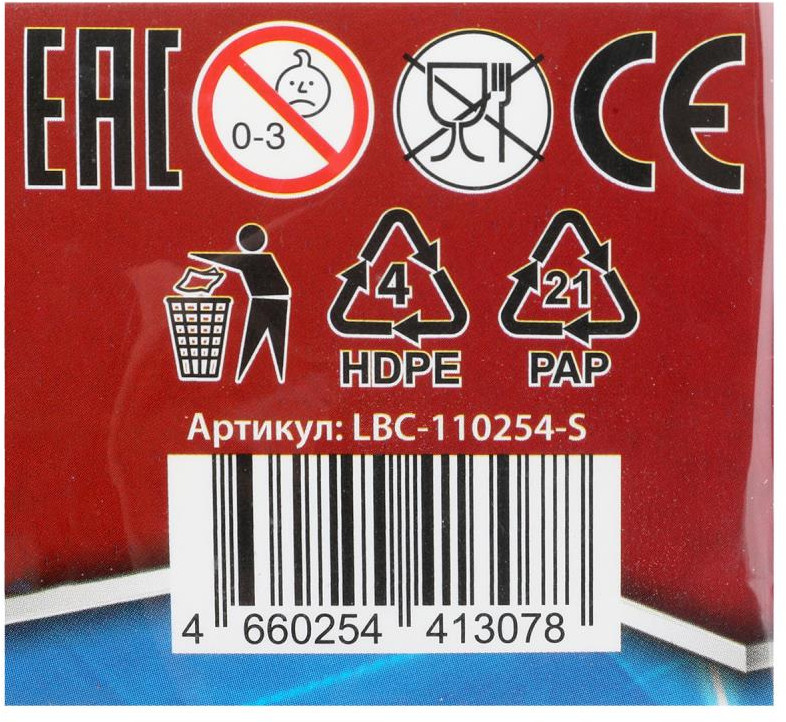 EAC 0-3 CE
4 21
HDPE PAP
Артикул: LBC-110254-S
4 660254 413078